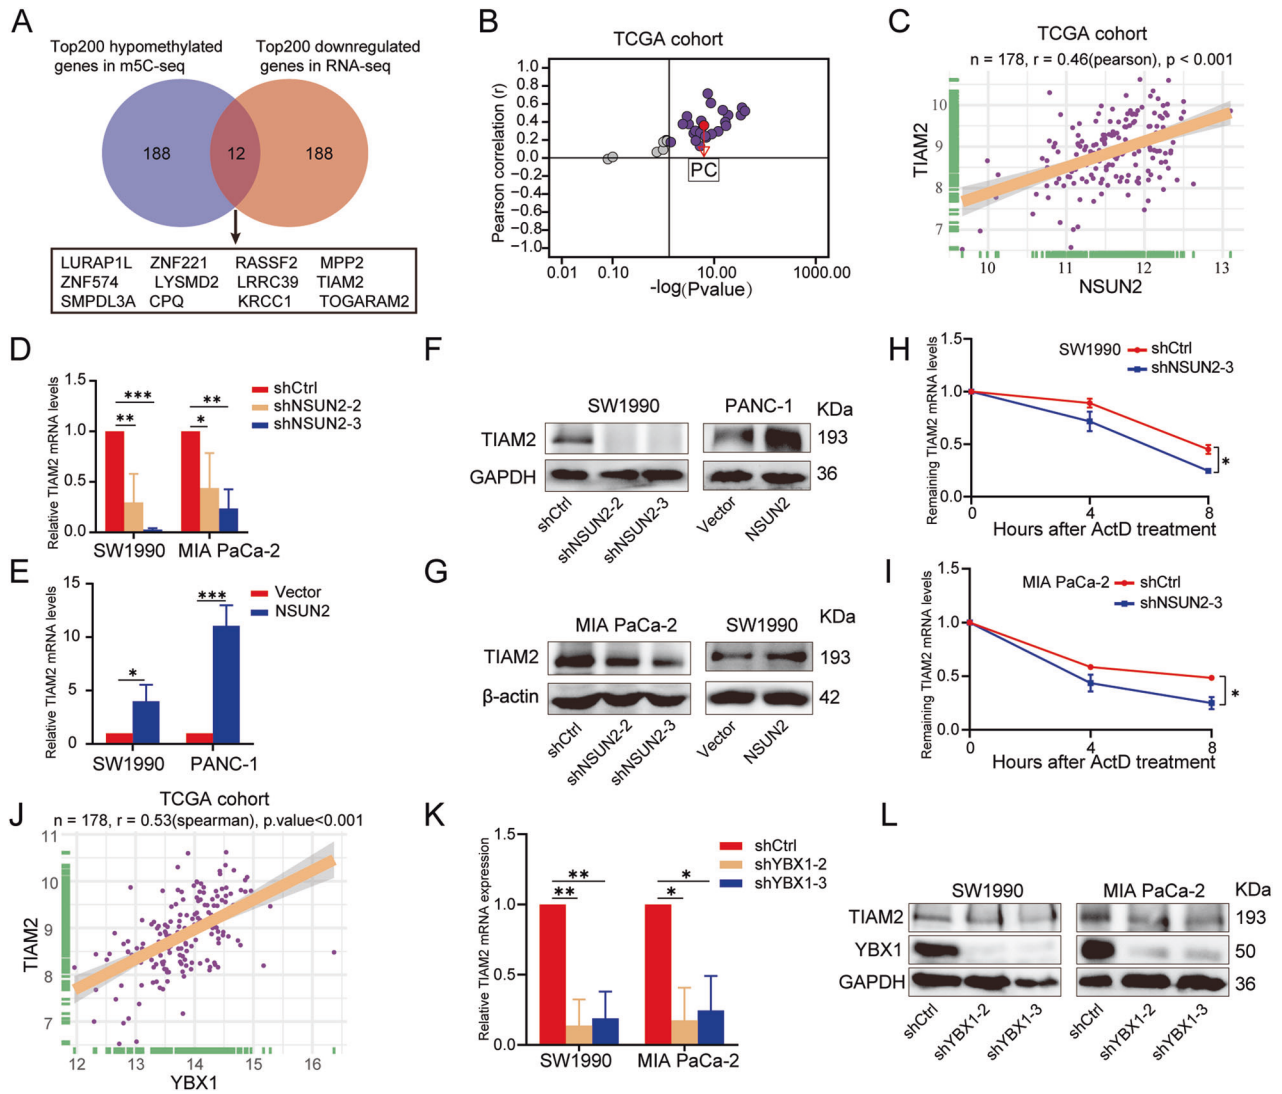 A
Top200 hypomethylated
genes in m5C-seq
Top200 downregulated
genes in RNA-seq
188
12
188
LURAP1L ZNF221 RASSF2 MPP2
ZNF574 LYSMD2 LRRC39 TIAM2
SMPDL3A CPQ KRCC1 TOGARAM2
B
TCGA cohort
Pearson correlation (r)
1.0
0.8
0.6
0.4
0.2
0.0
−0.2
−0.4
−0.6
−0.8
−1.0
PC
0.01 0.10 10.00 1000.00
-log(Pvalue)
C
TCGA cohort
n = 178, r = 0.46(pearson), p < 0.001
TIAM2
10
9
8
7
10 11 12 13
NSUN2
D
Relative TIAM2 mRNA levels
1.5
1.0
0.5
0.0
***
**
**
*
shCtrl
shNSUN2-2
shNSUN2-3
SW1990 MIA PaCa-2
E
Relative TIAM2 mRNA levels
15
10
5
0
*
***
Vector
NSUN2
SW1990 PANC-1
F
SW1990 PANC-1 KDa
TIAM2 193
GAPDH 36
shCtrl shNSUN2-2 shNSUN2-3 Vector NSUN2
G
MIA PaCa-2 SW1990 KDa
TIAM2 193
β-actin 42
shCtrl shNSUN2-2 shNSUN2-3 Vector NSUN2
H
Remaining TIAM2 mRNA levels
1.5
1.0
0.5
0.0
SW1990
shCtrl
shNSUN2-3
*
0 4 8
Hours after ActD treatment
I
Remaining TIAM2 mRNA levels
1.5
1.0
0.5
0.0
MIA PaCa-2
shCtrl
shNSUN2-3
*
0 4 8
Hours after ActD treatment
J
TCGA cohort
n = 178, r = 0.53(spearman), p.value<0.001
TIAM2
11
10
9
8
7
12 13 14 15 16
YBX1
K
Relative TIAM2 mRNA expression
1.5
1.0
0.5
0.0
**
**
*
*
shCtrl
shYBX1-2
shYBX1-3
SW1990 MIA PaCa-2
L
SW1990 MIA PaCa-2 KDa
TIAM2 193
YBX1 50
GAPDH 36
shCtrl shYBX1-2 shYBX1-3 shCtrl shYBX1-2 shYBX1-3